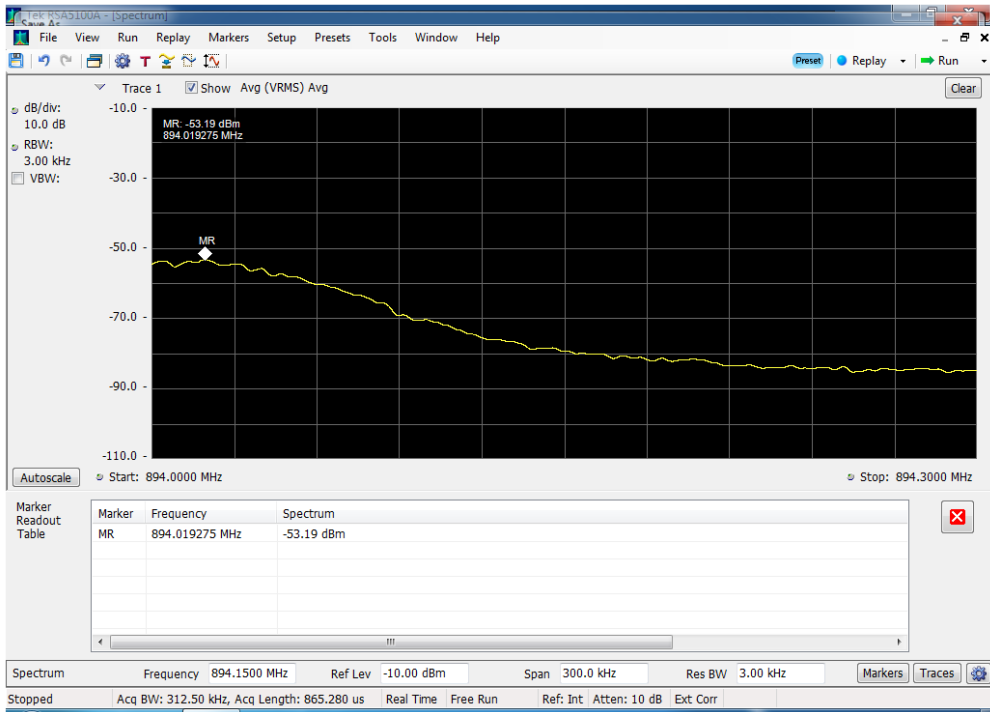 Tek RSA5100A - [Spectrum]
Save As
File View Run Replay Markers Setup Presets Tools Window Help
T Preset Replay Run
Trace 1 Show Avg (VRMS) Avg Clear
dB/div:
10.0 dB
RBW:
3.00 kHz
VBW:
-10.0 -
MR: -53.19 dBm
894.019275 MHz
-30.0 -
MR
-50.0 -
-70.0 -
-90.0 -
-110.0 -
Autoscale Start: 894.0000 MHz Stop: 894.3000 MHz
Marker
Readout
Table
Marker Frequency Spectrum
MR 894.019275 MHz -53.19 dBm
Spectrum Frequency 894.1500 MHz Ref Lev -10.00 dBm Span 300.0 kHz Res BW 3.00 kHz Markers Traces
Stopped Acq BW: 312.50 kHz, Acq Length: 865.280 us Real Time Free Run Ref: Int Atten: 10 dB Ext Corr